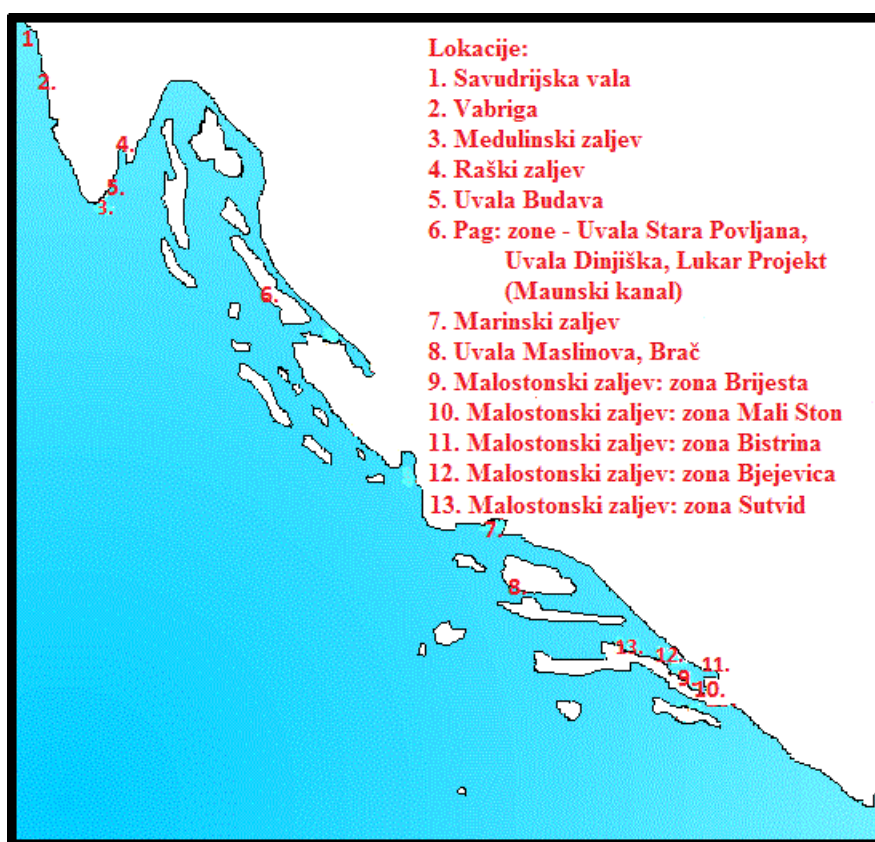 Lokacije:
1. Savudrijska vala
2. Vabriga
3. Medulinski zaljev
4. Raški zaljev
5. Uvala Budava
6. Pag: zone - Uvala Stara Povljana,
Uvala Dinjiška, Lukar Projekt
(Maunski kanal)
7. Marinski zaljev
8. Uvala Maslinova, Brač
9. Malostonski zaljev: zona Brijesta
10. Malostonski zaljev: zona Mali Ston
11. Malostonski zaljev: zona Bistrina
12. Malostonski zaljev: zona Bjejevica
13. Malostonski zaljev: zona Sutvid
1
2.
4.
5.
3.
6.
7.
8.
13.
12.
11.
9.
10.